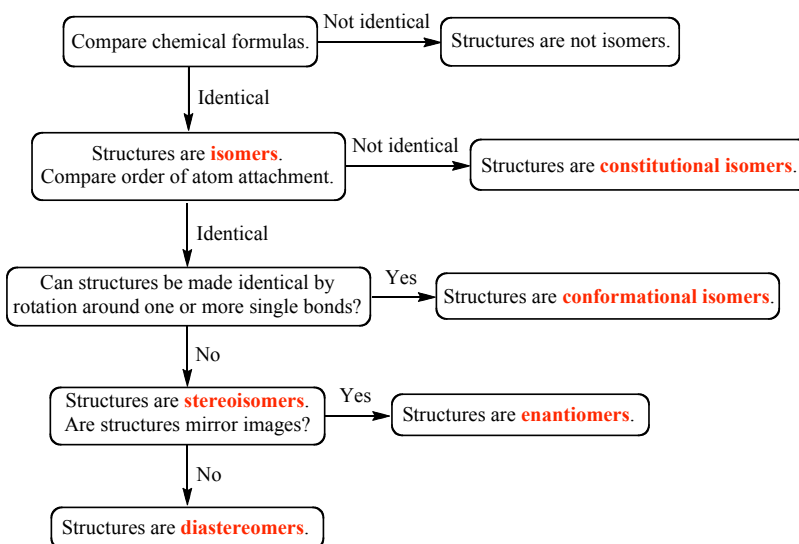 Compare chemical formulas.
Not identical
Structures are not isomers.
Identical
Structures are isomers.
Compare order of atom attachment.
Not identical
Structures are constitutional isomers.
Identical
Can structures be made identical by
rotation around one or more single bonds?
Yes
Structures are conformational isomers.
No
Structures are stereoisomers.
Are structures mirror images?
Yes
Structures are enantiomers.
No
Structures are diastereomers.